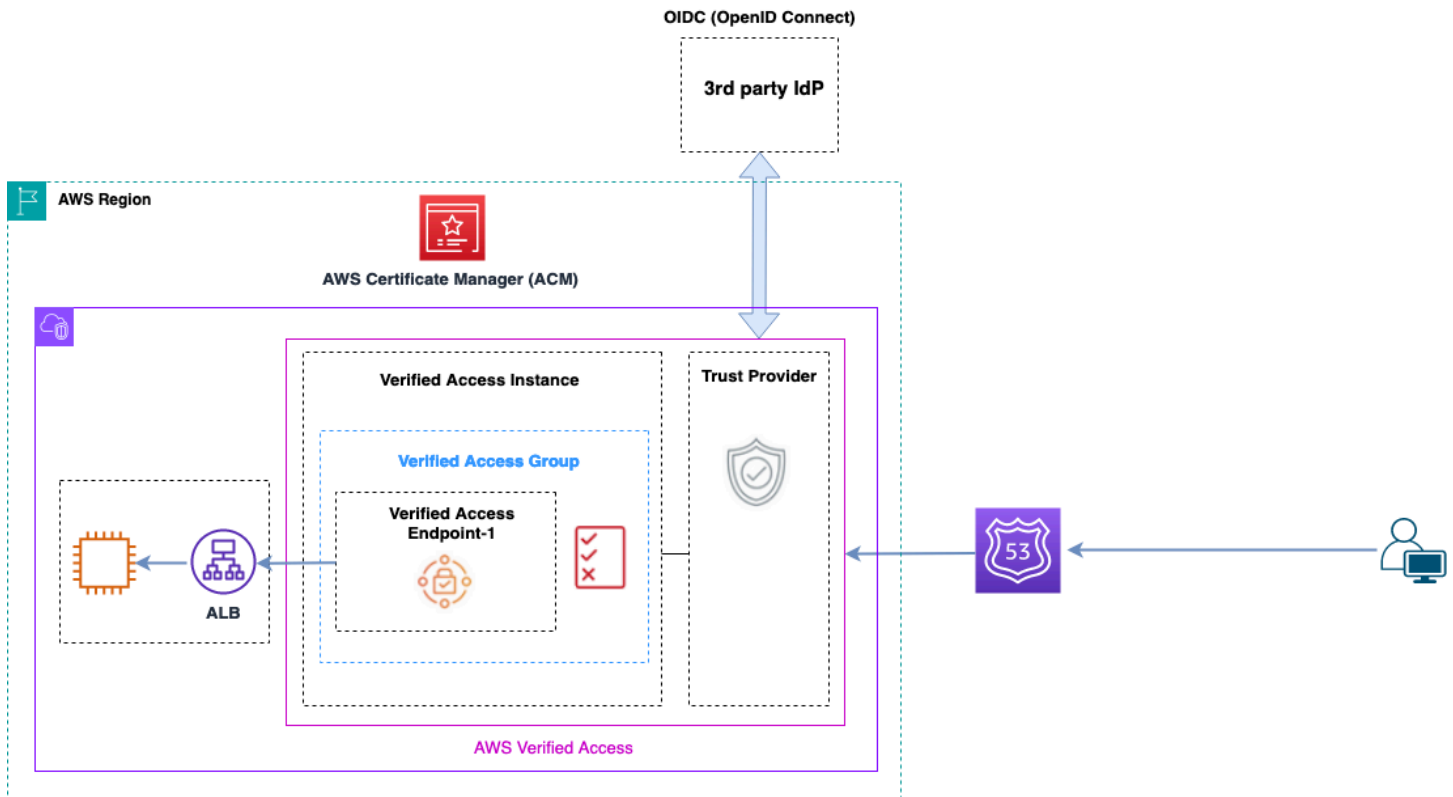 OIDC (OpenID Connect)
3rd party IdP
AWS Region
AWS Certificate Manager (ACM)
Verified Access Instance
Trust Provider
Verified Access Group
Verified Access
Endpoint-1
53
ALB
AWS Verified Access